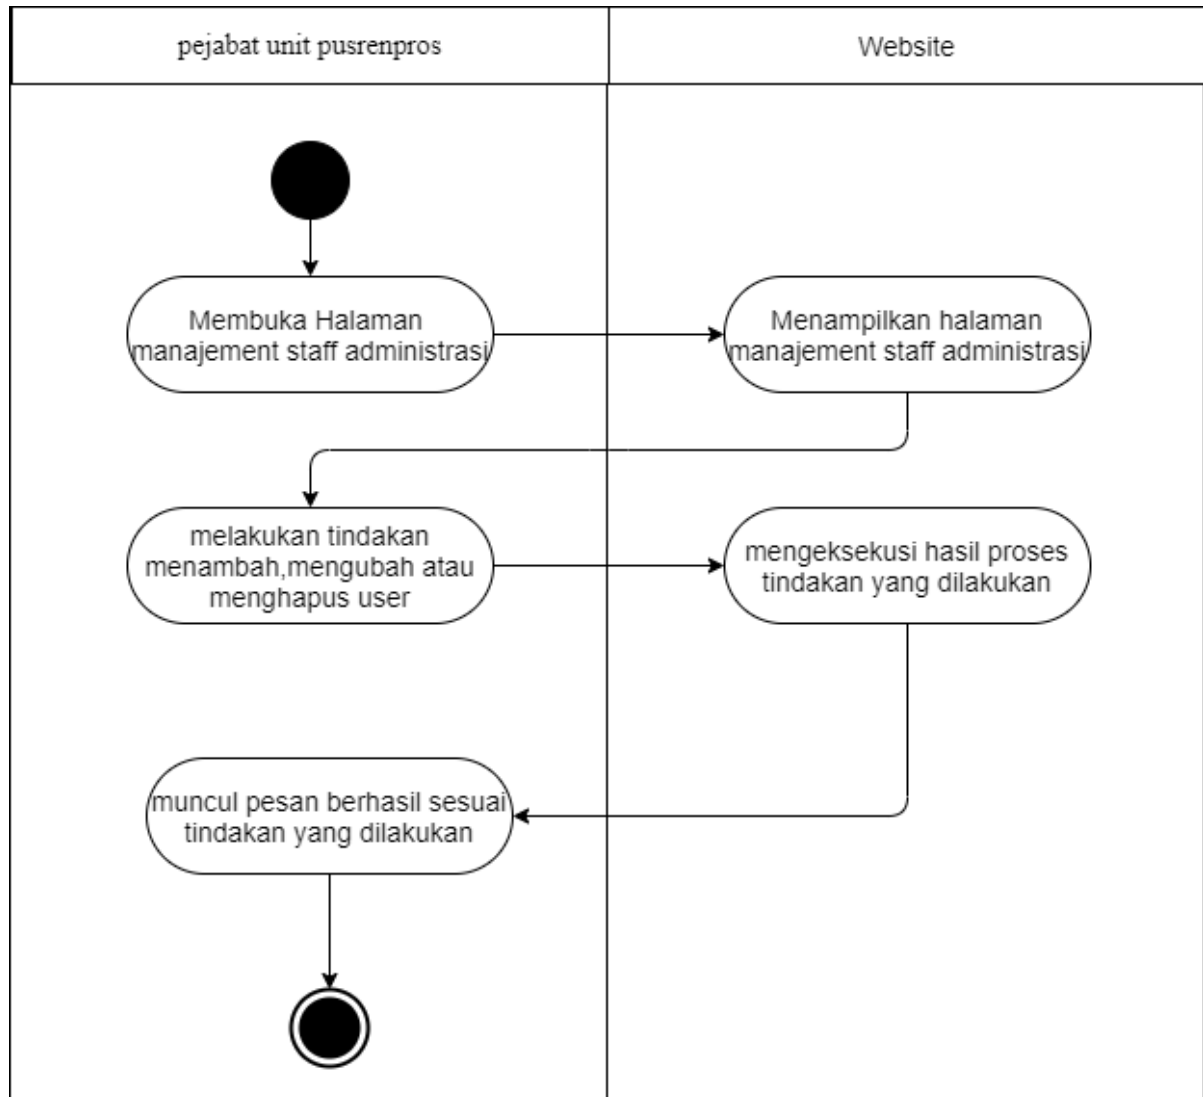 pejabat unit pusrenpros
Website
Membuka Halaman
manajement staff administrasi
Menampilkan halaman
manajement staff administrasi
melakukan tindakan
menambah,mengubah atau
menghapus user
mengeksekusi hasil proses
tindakan yang dilakukan
muncul pesan berhasil sesuai
tindakan yang dilakukan